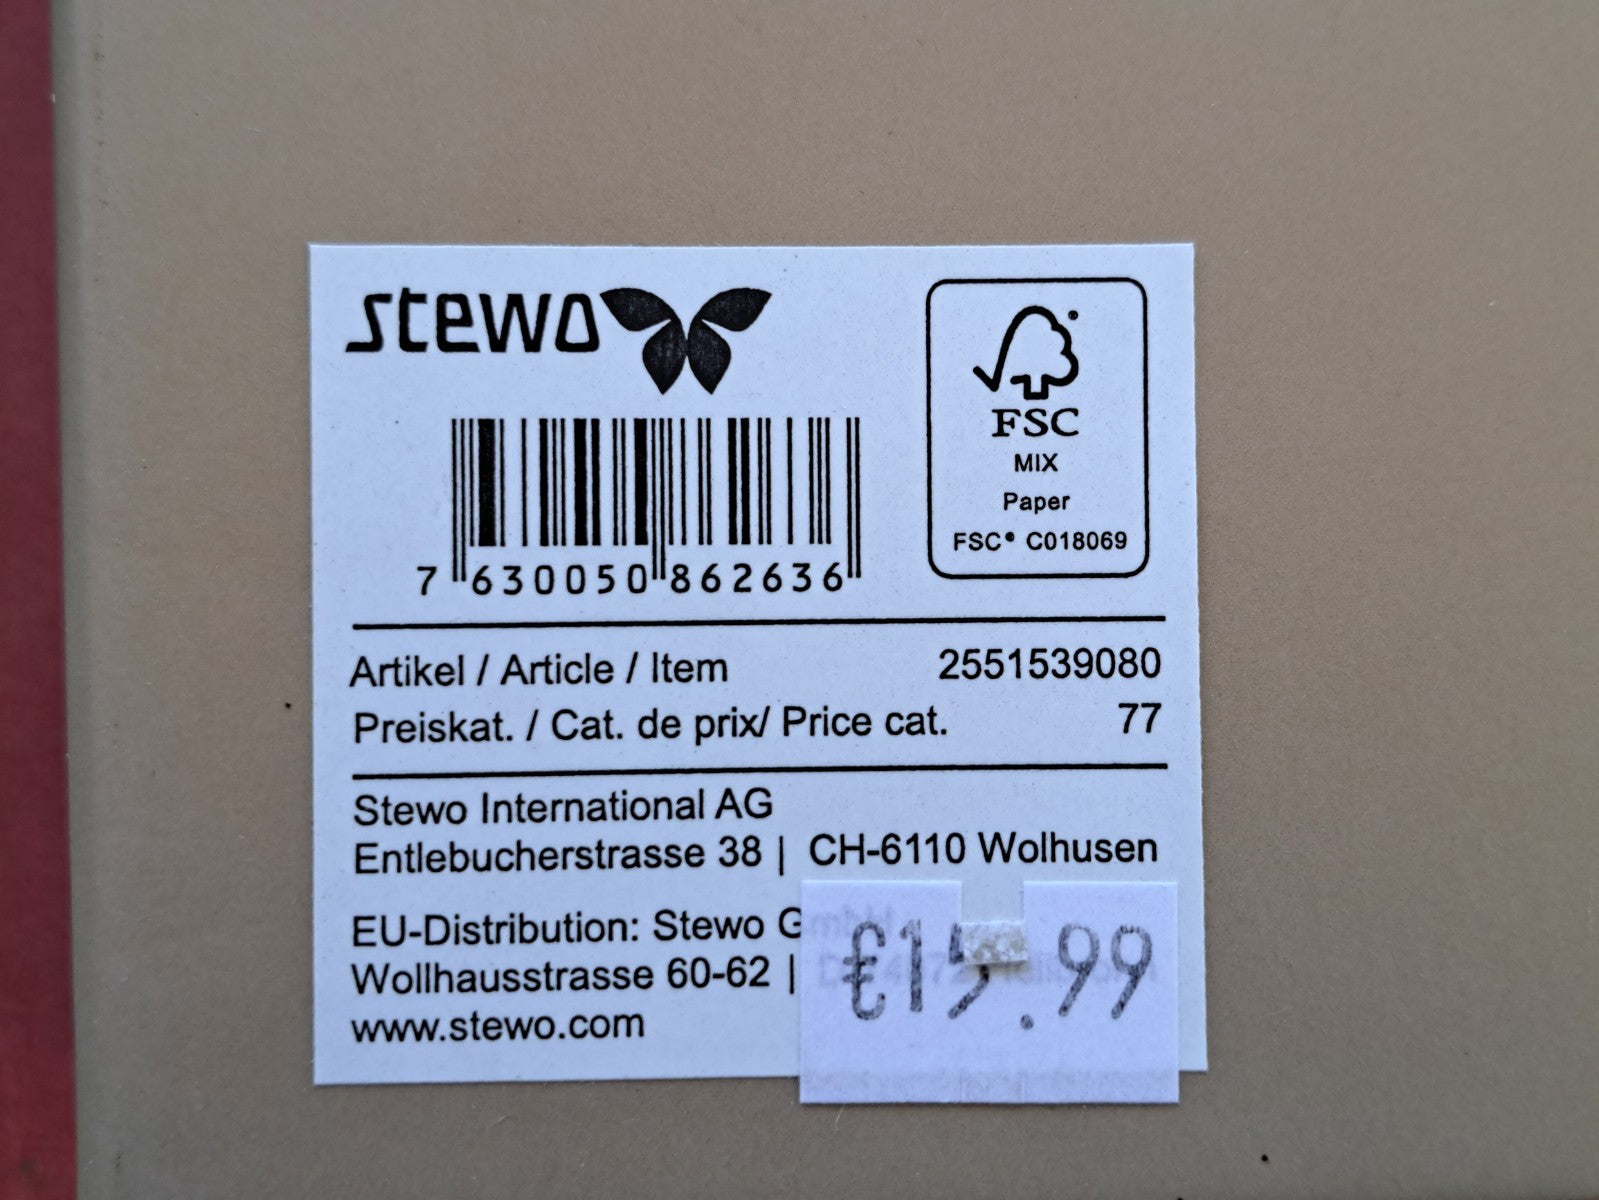 stewo
FSC
MIX
Paper
FSC® C018069
7 630050 862636
Artikel / Article / Item 2551539080
Preiskat. / Cat. de prix/ Price cat. 77
Stewo International AG
Entlebucherstrasse 38 | CH-6110 Wolhusen
EU-Distribution: Stewo GmbH
Wollhausstrasse 60-62 |
www.stewo.com
€15.99